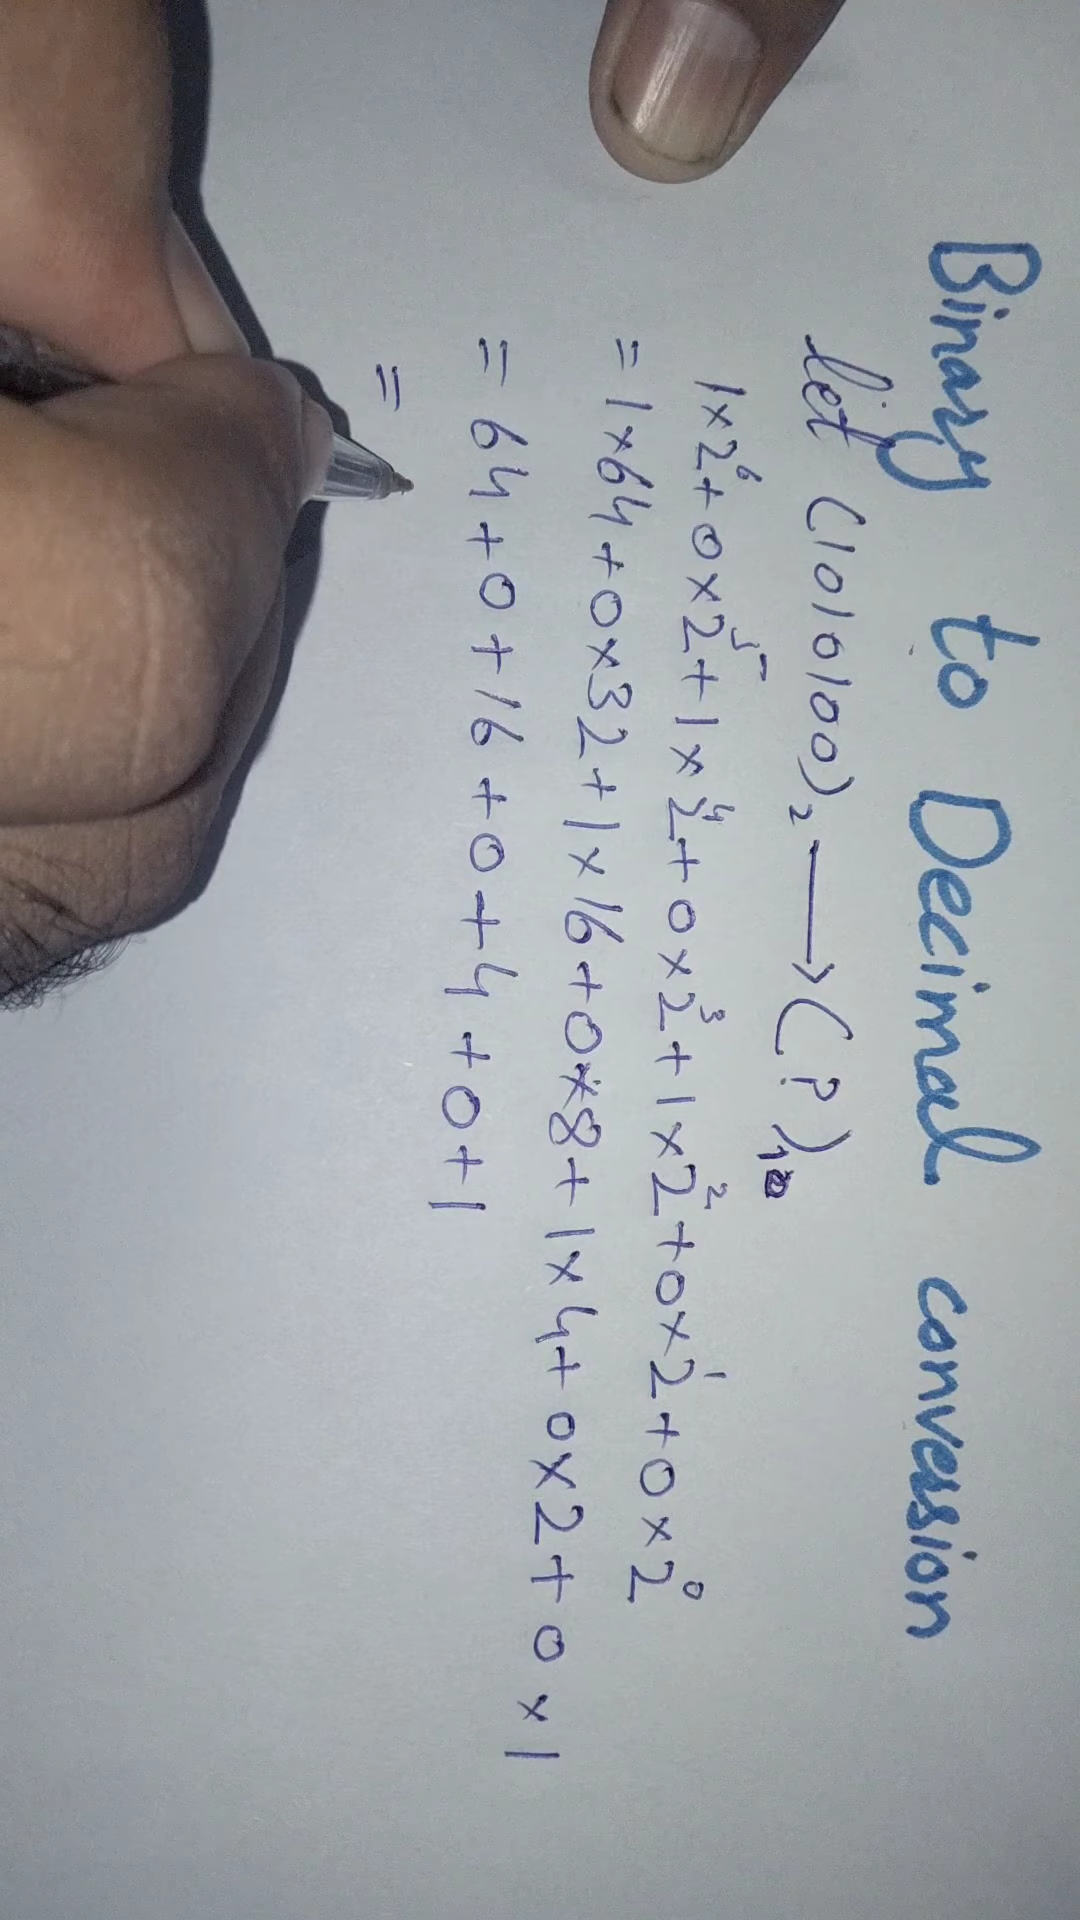 Binary to Decimal convession
let (1010100)₂ → (?)₁₀
1×2⁶+0×2⁵+1×2⁴+0×2³+1×2²+0×2¹+0×2⁰
=1×64+0×32+1×16+0×8+1×4+0×2+0×1
=64+0+16+0+4+0+1
=